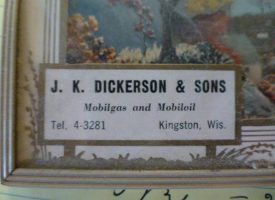 J. K. DICKERSON & SONS
Mobilgas and Mobiloil
Tel. 4-3281 Kingston, Wis.